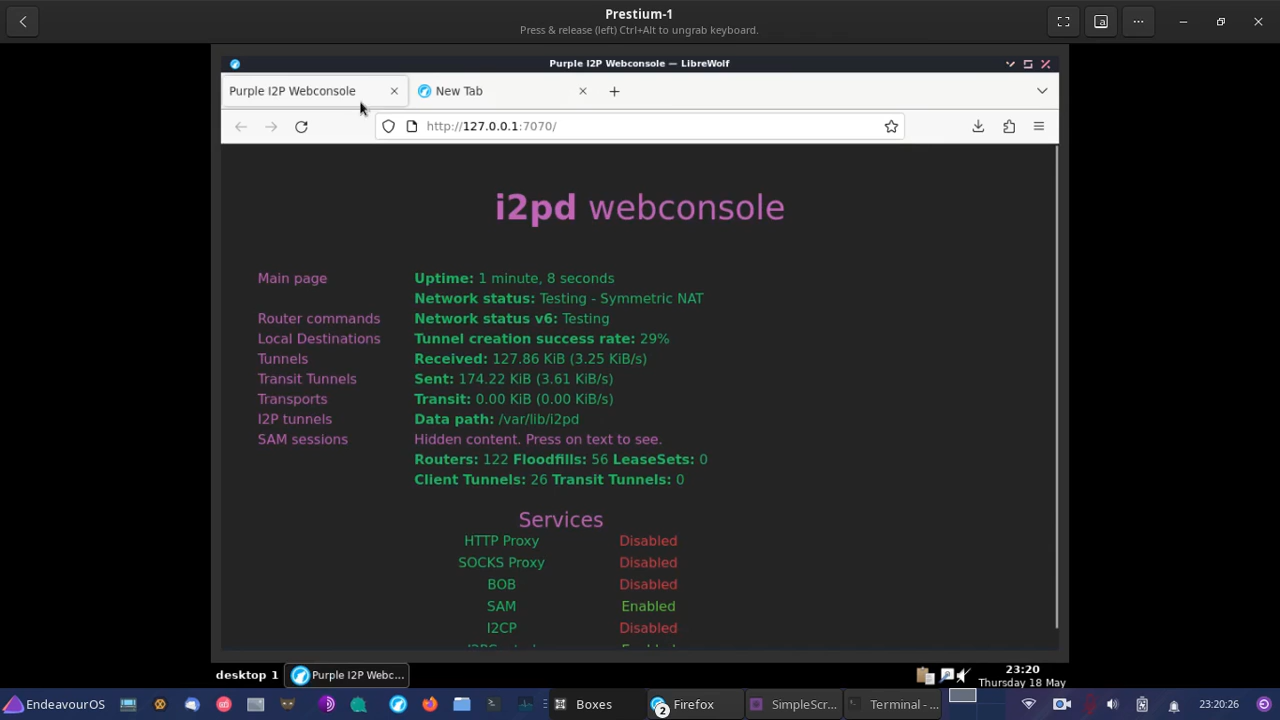 Prestium-1
Press & release (left) Ctrl+Alt to ungrab keyboard.
Purple I2P Webconsole — LibreWolf
Purple I2P Webconsole
New Tab
http://127.0.0.1:7070/
i2pd webconsole
Main page
Router commands
Local Destinations
Tunnels
Transit Tunnels
Transports
I2P tunnels
SAM sessions
Uptime: 1 minute, 8 seconds
Network status: Testing - Symmetric NAT
Network status v6: Testing
Tunnel creation success rate: 29%
Received: 127.86 KiB (3.25 KiB/s)
Sent: 174.22 KiB (3.61 KiB/s)
Transit: 0.00 KiB (0.00 KiB/s)
Data path: /var/lib/i2pd
Hidden content. Press on text to see.
Routers: 122 Floodfills: 56 LeaseSets: 0
Client Tunnels: 26 Transit Tunnels: 0
Services
HTTP Proxy Disabled
SOCKS Proxy Disabled
BOB Disabled
SAM Enabled
I2CP Disabled
desktop 1
Purple I2P Webc...
23:20
Thursday 18 May
EndeavourOS
Boxes
2 Firefox
SimpleScr...
Terminal - ...
23:20:26